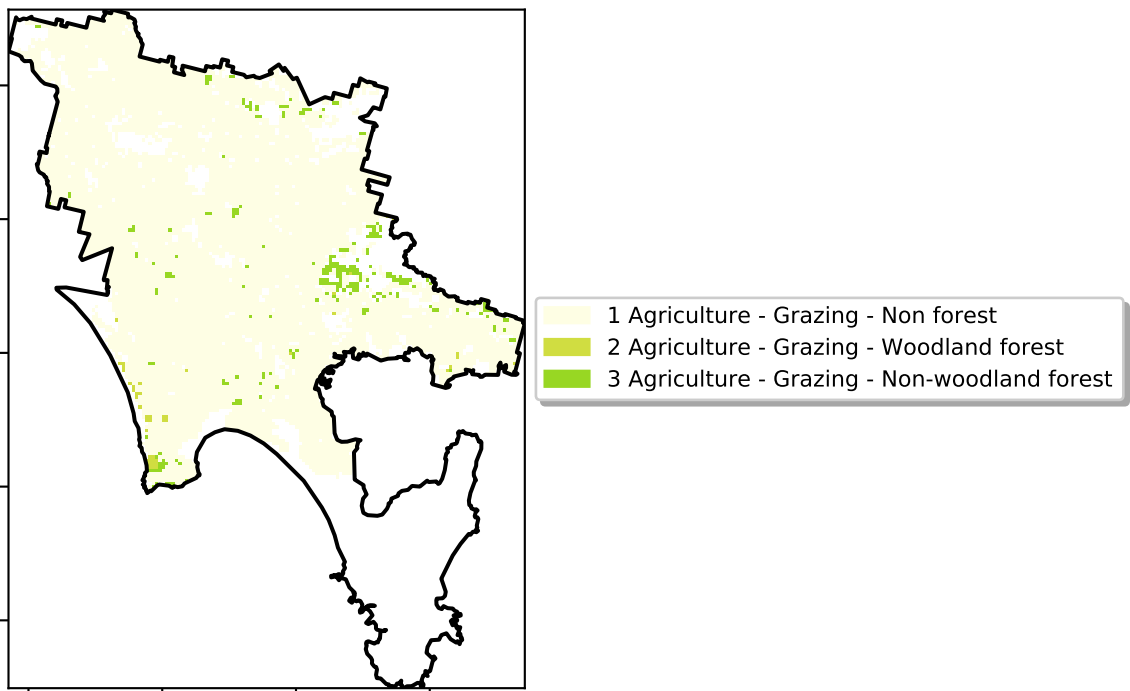 1 Agriculture - Grazing - Non forest
2 Agriculture - Grazing - Woodland forest
3 Agriculture - Grazing - Non-woodland forest